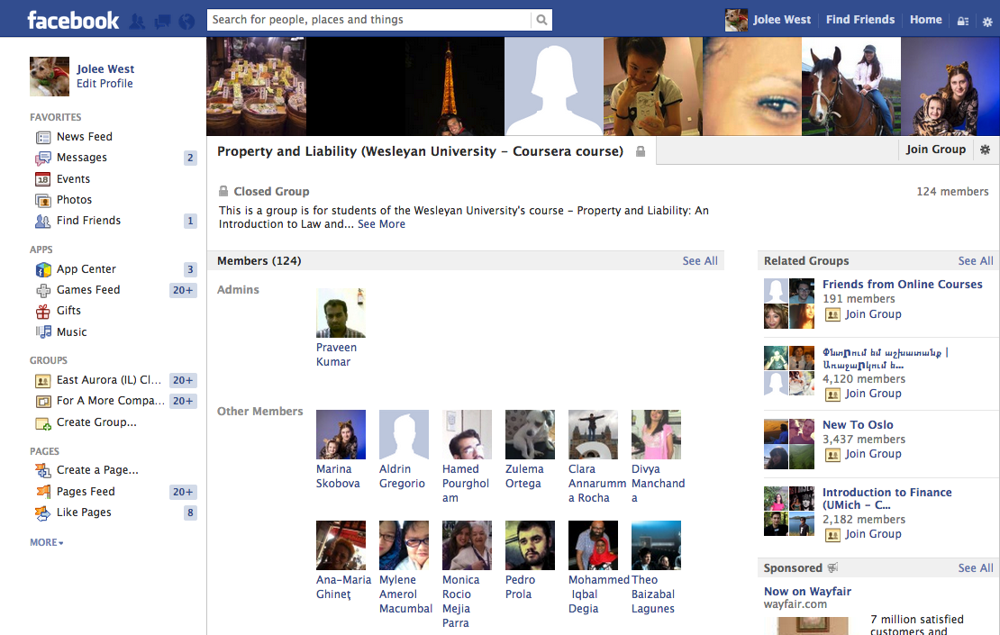 facebook
Search for people, places and things
Jolee West
Find Friends
Home
Jolee West
Edit Profile
FAVORITES
News Feed
Messages 2
Events
Photos
Find Friends 1
APPS
App Center 3
Games Feed 20+
Gifts
Music
GROUPS
East Aurora (IL) Cl... 20+
For A More Compa... 20+
Create Group...
PAGES
Create a Page...
Pages Feed 20+
Like Pages 8
MORE
Property and Liability (Wesleyan University – Coursera course)
Join Group
Closed Group
124 members
This is a group is for students of the Wesleyan University's course – Property and Liability: An
Introduction to Law and... See More
Members (124)
See All
Admins
Praveen
Kumar
Other Members
Marina
Skobova
Aldrin
Gregorio
Hamed
Pourghol
am
Zulema
Ortega
Clara
Annarumm
a Rocha
Divya
Manchand
a
Ana-Maria
Ghineţ
Mylene
Amerol
Macumbal
Monica
Rocio
Mejia
Parra
Pedro
Prola
Mohammed
Iqbal
Degia
Theo
Baizabal
Lagunes
Related Groups
See All
Friends from Online Courses
191 members
Join Group
Փնտրում եմ աշխատանք |
Առաջարկում ե...
4,120 members
Join Group
New To Oslo
3,437 members
Join Group
Introduction to Finance
(UMich – C...
2,182 members
Join Group
Sponsored
See All
Now on Wayfair
wayfair.com
7 million satisfied
customers and